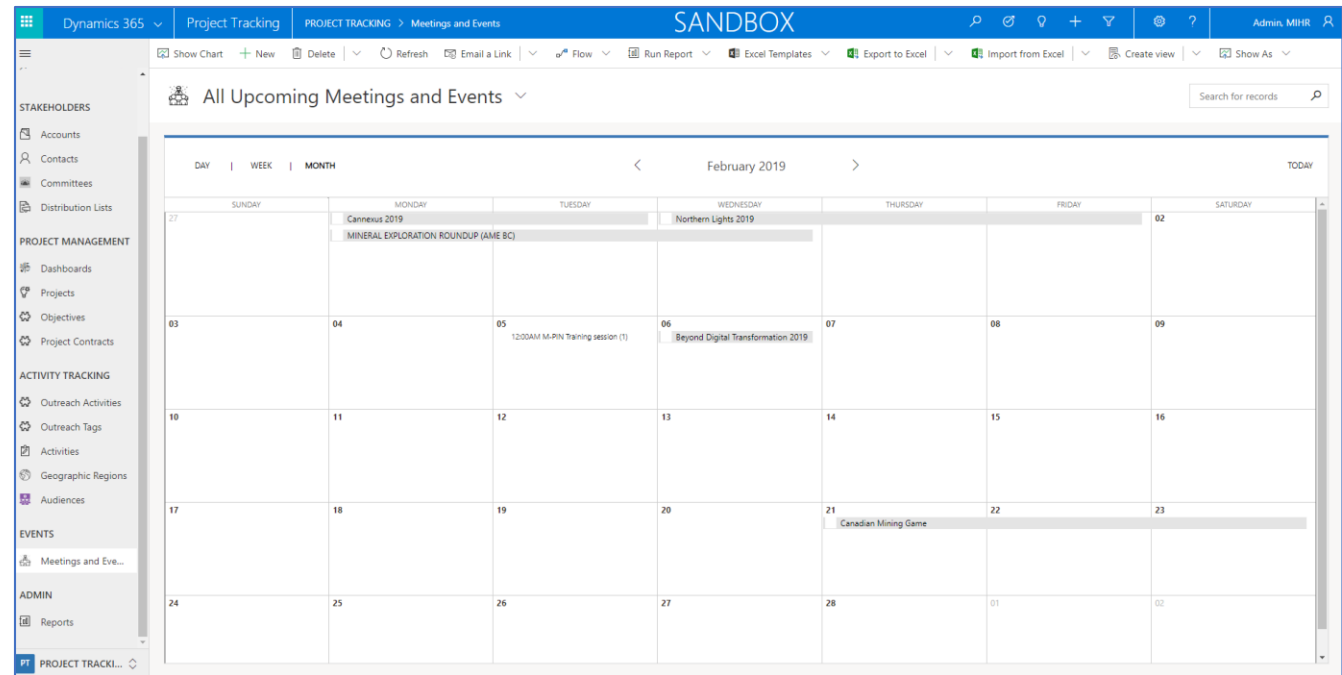 Dynamics 365 Project Tracking PROJECT TRACKING > Meetings and Events SANDBOX ? Admin, MIHR
Show Chart + New Delete Refresh Email a Link Flow Run Report Excel Templates Export to Excel Import from Excel Create view Show As
All Upcoming Meetings and Events
Search for records
STAKEHOLDERS
Accounts
Contacts
Committees
Distribution Lists
PROJECT MANAGEMENT
Dashboards
Projects
Objectives
Project Contracts
ACTIVITY TRACKING
Outreach Activities
Outreach Tags
Activities
Geographic Regions
Audiences
EVENTS
Meetings and Eve...
ADMIN
Reports
PT PROJECT TRACKI...
DAY | WEEK | MONTH
< February 2019 >
TODAY
SUNDAY MONDAY TUESDAY WEDNESDAY THURSDAY FRIDAY SATURDAY
27 Cannexus 2019 Northern Lights 2019 02
MINERAL EXPLORATION ROUNDUP (AME BC)
03 04 05 06 07 08 09
12:00AM M-PIN Training session (1) Beyond Digital Transformation 2019
10 11 12 13 14 15 16
17 18 19 20 21 22 23
Canadian Mining Game
24 25 26 27 28 01 02